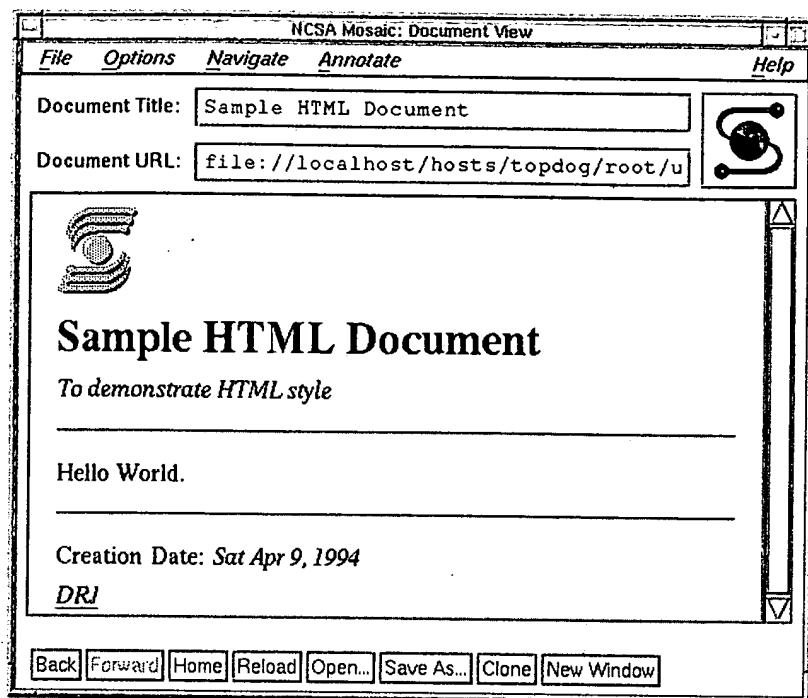 NCSA Mosaic: Document View
File Options Navigate Annotate Help
Document Title: Sample HTML Document
Document URL: file://localhost/hosts/topdog/root/u
Sample HTML Document
To demonstrate HTML style
Hello World.
Creation Date: Sat Apr 9, 1994
DRJ
Back Forward Home Reload Open... Save As... Clone New Window